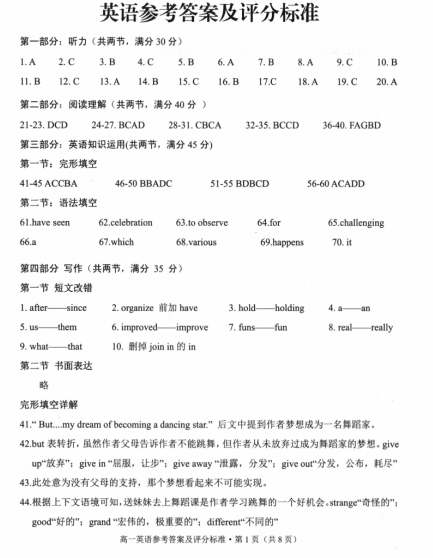 英语参考答案及评分标准
第一部分：听力（共两节，满分 30 分）
1. A 2. C 3. B 4. C 5. B 6. A 7. B 8. A 9. C 10. B
11. B 12. C 13. A 14. B 15. C 16. B 17.C 18. A 19. C 20. A
第二部分：阅读理解（共两节，满分 40 分 ）
21-23. DCD 24-27. BCAD 28-31. CBCA 32-35. BCCD 36-40. FAGBD
第三部分：英语知识运用(共两节，满分 45 分)
第一节：完形填空
41-45 ACCBA 46-50 BBADC 51-55 BDBCD 56-60 ACADD
第二节：语法填空
61.have seen 62.celebration 63.to observe 64.for 65.challenging
66.a 67.which 68.various 69.happens 70. it
第四部分 写作（共两节，满分 35 分）
第一节 短文改错
1. after——since 2. organize 前加 have 3. hold——holding 4. a——an
5. us——them 6. improved——improve 7. funs——fun 8. real——really
9. what——that 10. 删掉 join in 的 in
第二节 书面表达
略
完形填空详解
41.“ But....my dream of becoming a dancing star.” 后文中提到作者梦想成为一名舞蹈家。
42.but 表转折，虽然作者父母告诉作者不能跳舞，但作者从未放弃过成为舞蹈家的梦想。give
up“放弃”；give in “屈服，让步”；give away “泄露，分发”；give out“分发，公布，耗尽”
43.此处意为没有父母的支持，那个梦想看起来不可能实现。
44.根据上下文语境可知，送妹妹去上舞蹈课是作者学习跳舞的一个好机会。strange“奇怪的”；
good“好的”；grand “宏伟的，极重要的”；different“不同的”
高一英语参考答案及评分标准 • 第 1 页（共 8 页）